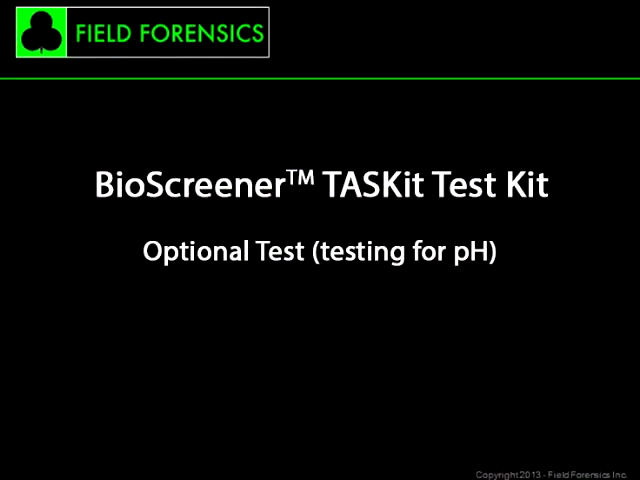 FIELD FORENSICS
BioScreener™ TASKit Test Kit
Optional Test (testing for pH)
Copyright 2013 - Field Forensics Inc.